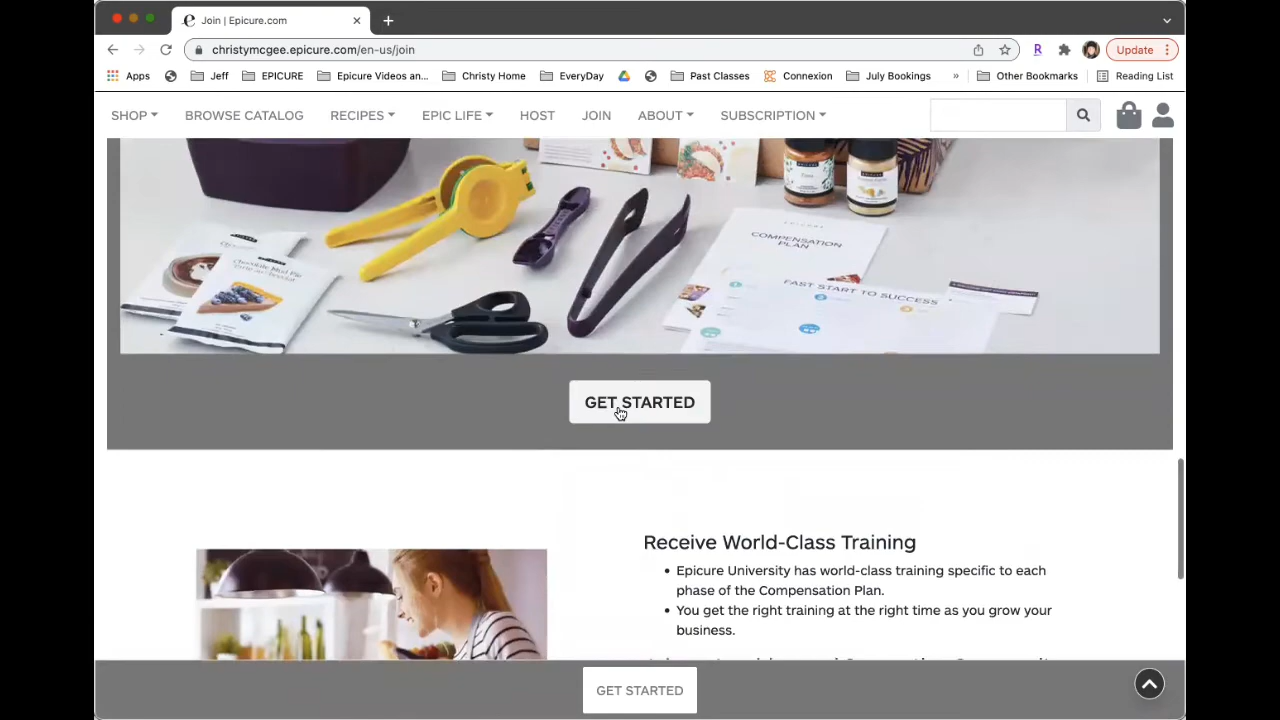 Join | Epicure.com
christymcgee.epicure.com/en-us/join
R
Update
Apps
Jeff
EPICURE
Epicure Videos an...
Christy Home
EveryDay
Past Classes
Connexion
July Bookings
»
Other Bookmarks
Reading List
SHOP
BROWSE CATALOG
RECIPES
EPIC LIFE
HOST
JOIN
ABOUT
SUBSCRIPTION
COMPENSATION
PLAN
FAST START TO SUCCESS
Chocolate Mud Pie
GET STARTED
Receive World-Class Training
• Epicure University has world-class training specific to each
phase of the Compensation Plan.
• You get the right training at the right time as you grow your
business.
GET STARTED